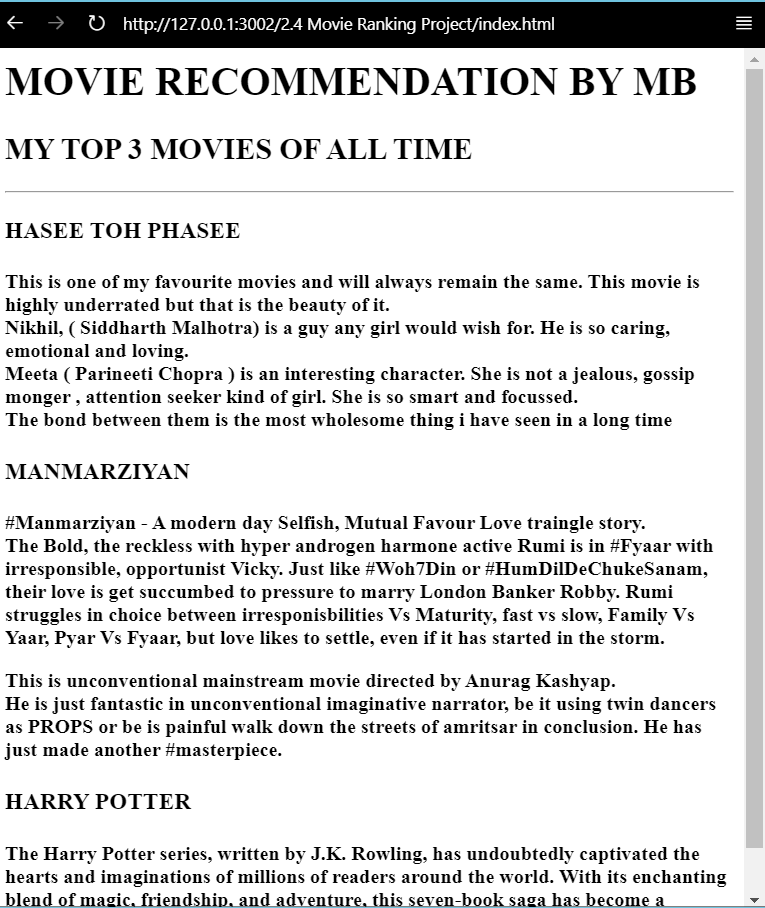 http://127.0.0.1:3002/2.4 Movie Ranking Project/index.html
MOVIE RECOMMENDATION BY MB
MY TOP 3 MOVIES OF ALL TIME
HASEE TOH PHASEE
This is one of my favourite movies and will always remain the same. This movie is
highly underrated but that is the beauty of it.
Nikhil, ( Siddharth Malhotra) is a guy any girl would wish for. He is so caring,
emotional and loving.
Meeta ( Parineeti Chopra ) is an interesting character. She is not a jealous, gossip
monger , attention seeker kind of girl. She is so smart and focussed.
The bond between them is the most wholesome thing i have seen in a long time
MANMARZIYAN
#Manmarziyan - A modern day Selfish, Mutual Favour Love traingle story.
The Bold, the reckless with hyper androgen harmone active Rumi is in #Fyaar with
irresponsible, opportunist Vicky. Just like #Woh7Din or #HumDilDeChukeSanam,
their love is get succumbed to pressure to marry London Banker Robby. Rumi
struggles in choice between irresponisbilities Vs Maturity, fast vs slow, Family Vs
Yaar, Pyar Vs Fyaar, but love likes to settle, even if it has started in the storm.
This is unconventional mainstream movie directed by Anurag Kashyap.
He is just fantastic in unconventional imaginative narrator, be it using twin dancers
as PROPS or be is painful walk down the streets of amritsar in conclusion. He has
just made another #masterpiece.
HARRY POTTER
The Harry Potter series, written by J.K. Rowling, has undoubtedly captivated the
hearts and imaginations of millions of readers around the world. With its enchanting
blend of magic, friendship, and adventure, this seven-book saga has become a